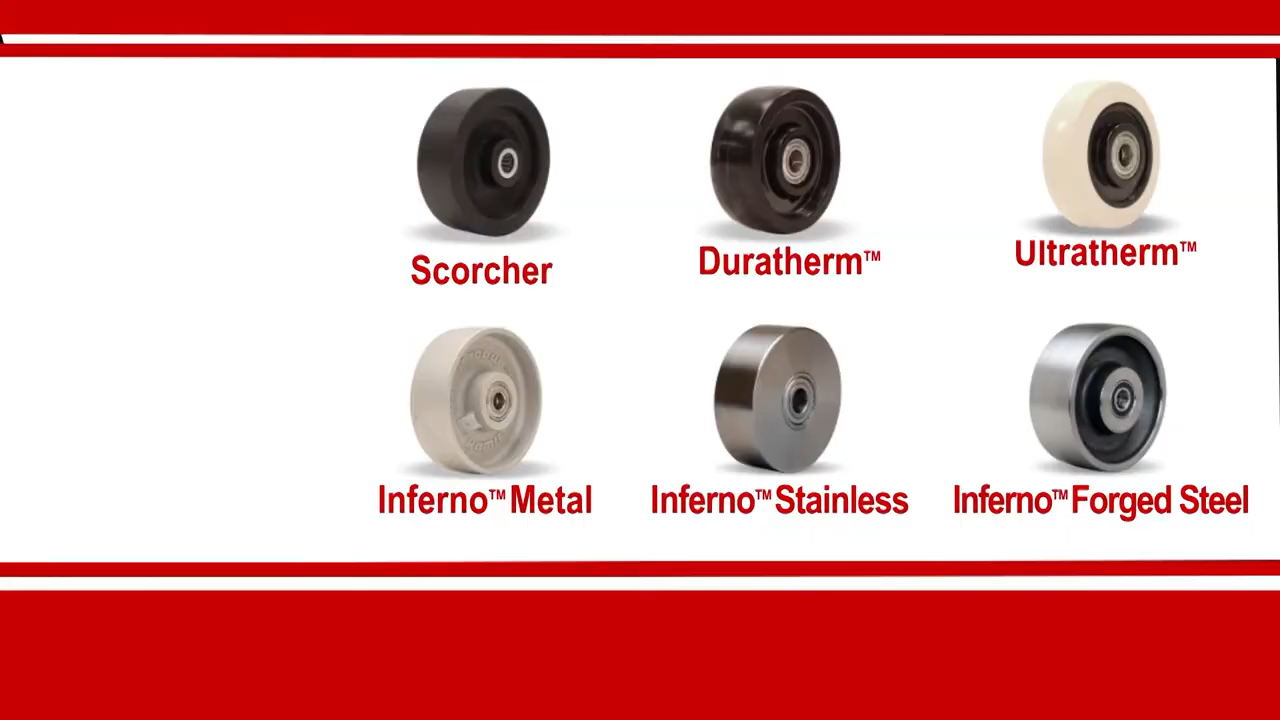 Scorcher
Duratherm™
Ultratherm™
Inferno™ Metal
Inferno™ Stainless
Inferno™ Forged Steel